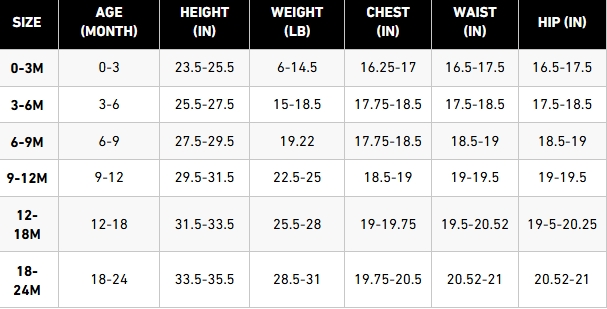 SIZE AGE (MONTH) HEIGHT (IN) WEIGHT (LB) CHEST (IN) WAIST (IN) HIP (IN)
0-3M 0-3 23.5-25.5 6-14.5 16.25-17 16.5-17.5 16.5-17.5
3-6M 3-6 25.5-27.5 15-18.5 17.75-18.5 17.5-18.5 17.5-18.5
6-9M 6-9 27.5-29.5 19.22 17.75-18.5 18.5-19 18.5-19
9-12M 9-12 29.5-31.5 22.5-25 18.5-19 19-19.5 19-19.5
12-18M 12-18 31.5-33.5 25.5-28 19-19.75 19.5-20.52 19-5-20.25
18-24M 18-24 33.5-35.5 28.5-31 19.75-20.5 20.52-21 20.52-21